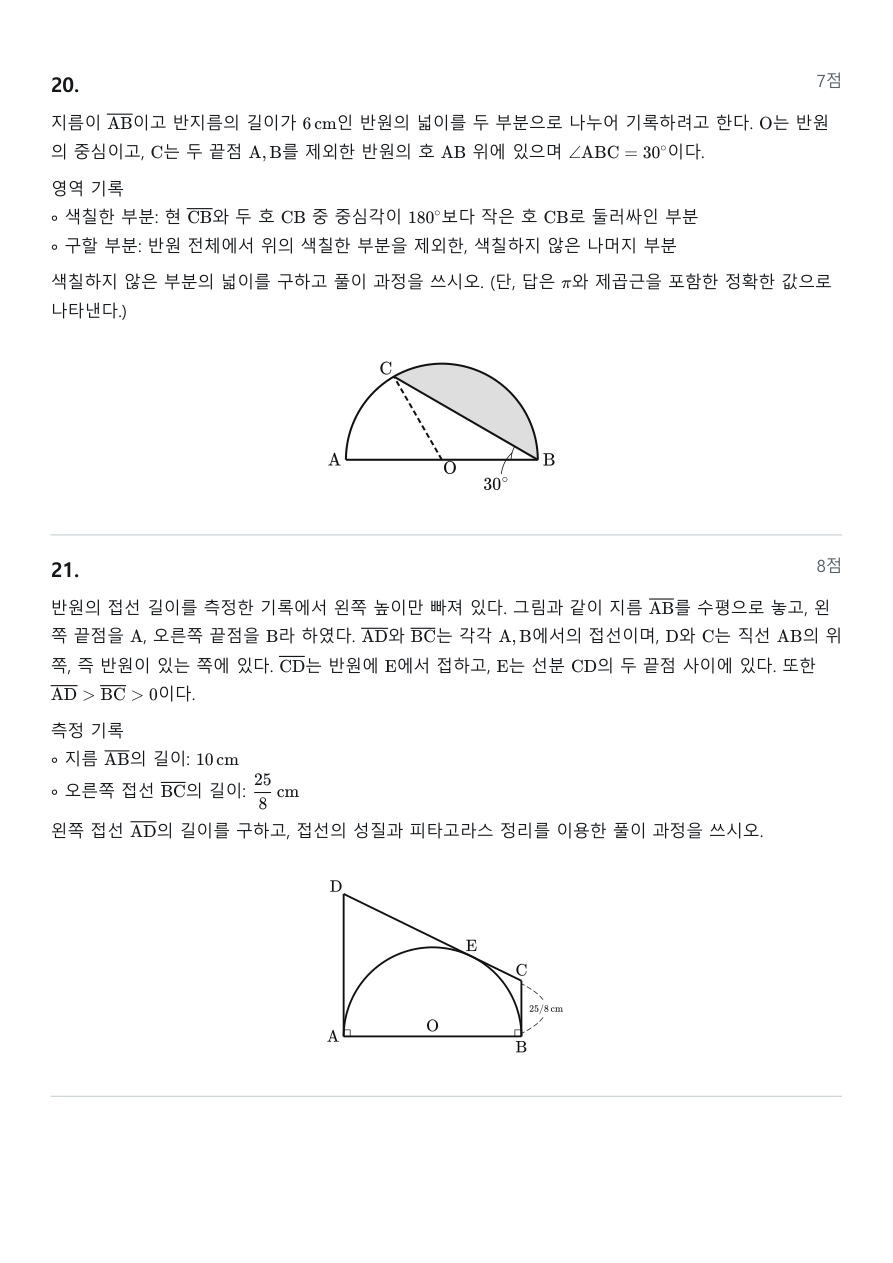 20.
7점
지름이 AB이고 반지름의 길이가 6 cm인 반원의 넓이를 두 부분으로 나누어 기록하려고 한다. O는 반원
의 중심이고, C는 두 끝점 A, B를 제외한 반원의 호 AB 위에 있으며 ∠ABC = 30°이다.
영역 기록
∘ 색칠한 부분: 현 CB와 두 호 CB 중 중심각이 180°보다 작은 호 CB로 둘러싸인 부분
∘ 구할 부분: 반원 전체에서 위의 색칠한 부분을 제외한, 색칠하지 않은 나머지 부분
색칠하지 않은 부분의 넓이를 구하고 풀이 과정을 쓰시오. (단, 답은 π와 제곱근을 포함한 정확한 값으로
나타낸다.)
C
A
O
B
30°
21.
8점
반원의 접선 길이를 측정한 기록에서 왼쪽 높이만 빠져 있다. 그림과 같이 지름 AB를 수평으로 놓고, 왼
쪽 끝점을 A, 오른쪽 끝점을 B라 하였다. AD와 BC는 각각 A, B에서의 접선이며, D와 C는 직선 AB의 위
쪽, 즉 반원이 있는 쪽에 있다. CD는 반원에 E에서 접하고, E는 선분 CD의 두 끝점 사이에 있다. 또한
AD > BC > 0이다.
측정 기록
∘ 지름 AB의 길이: 10 cm
∘ 오른쪽 접선 BC의 길이: 25/8 cm
왼쪽 접선 AD의 길이를 구하고, 접선의 성질과 피타고라스 정리를 이용한 풀이 과정을 쓰시오.
D
E
C
25/8 cm
O
A
B